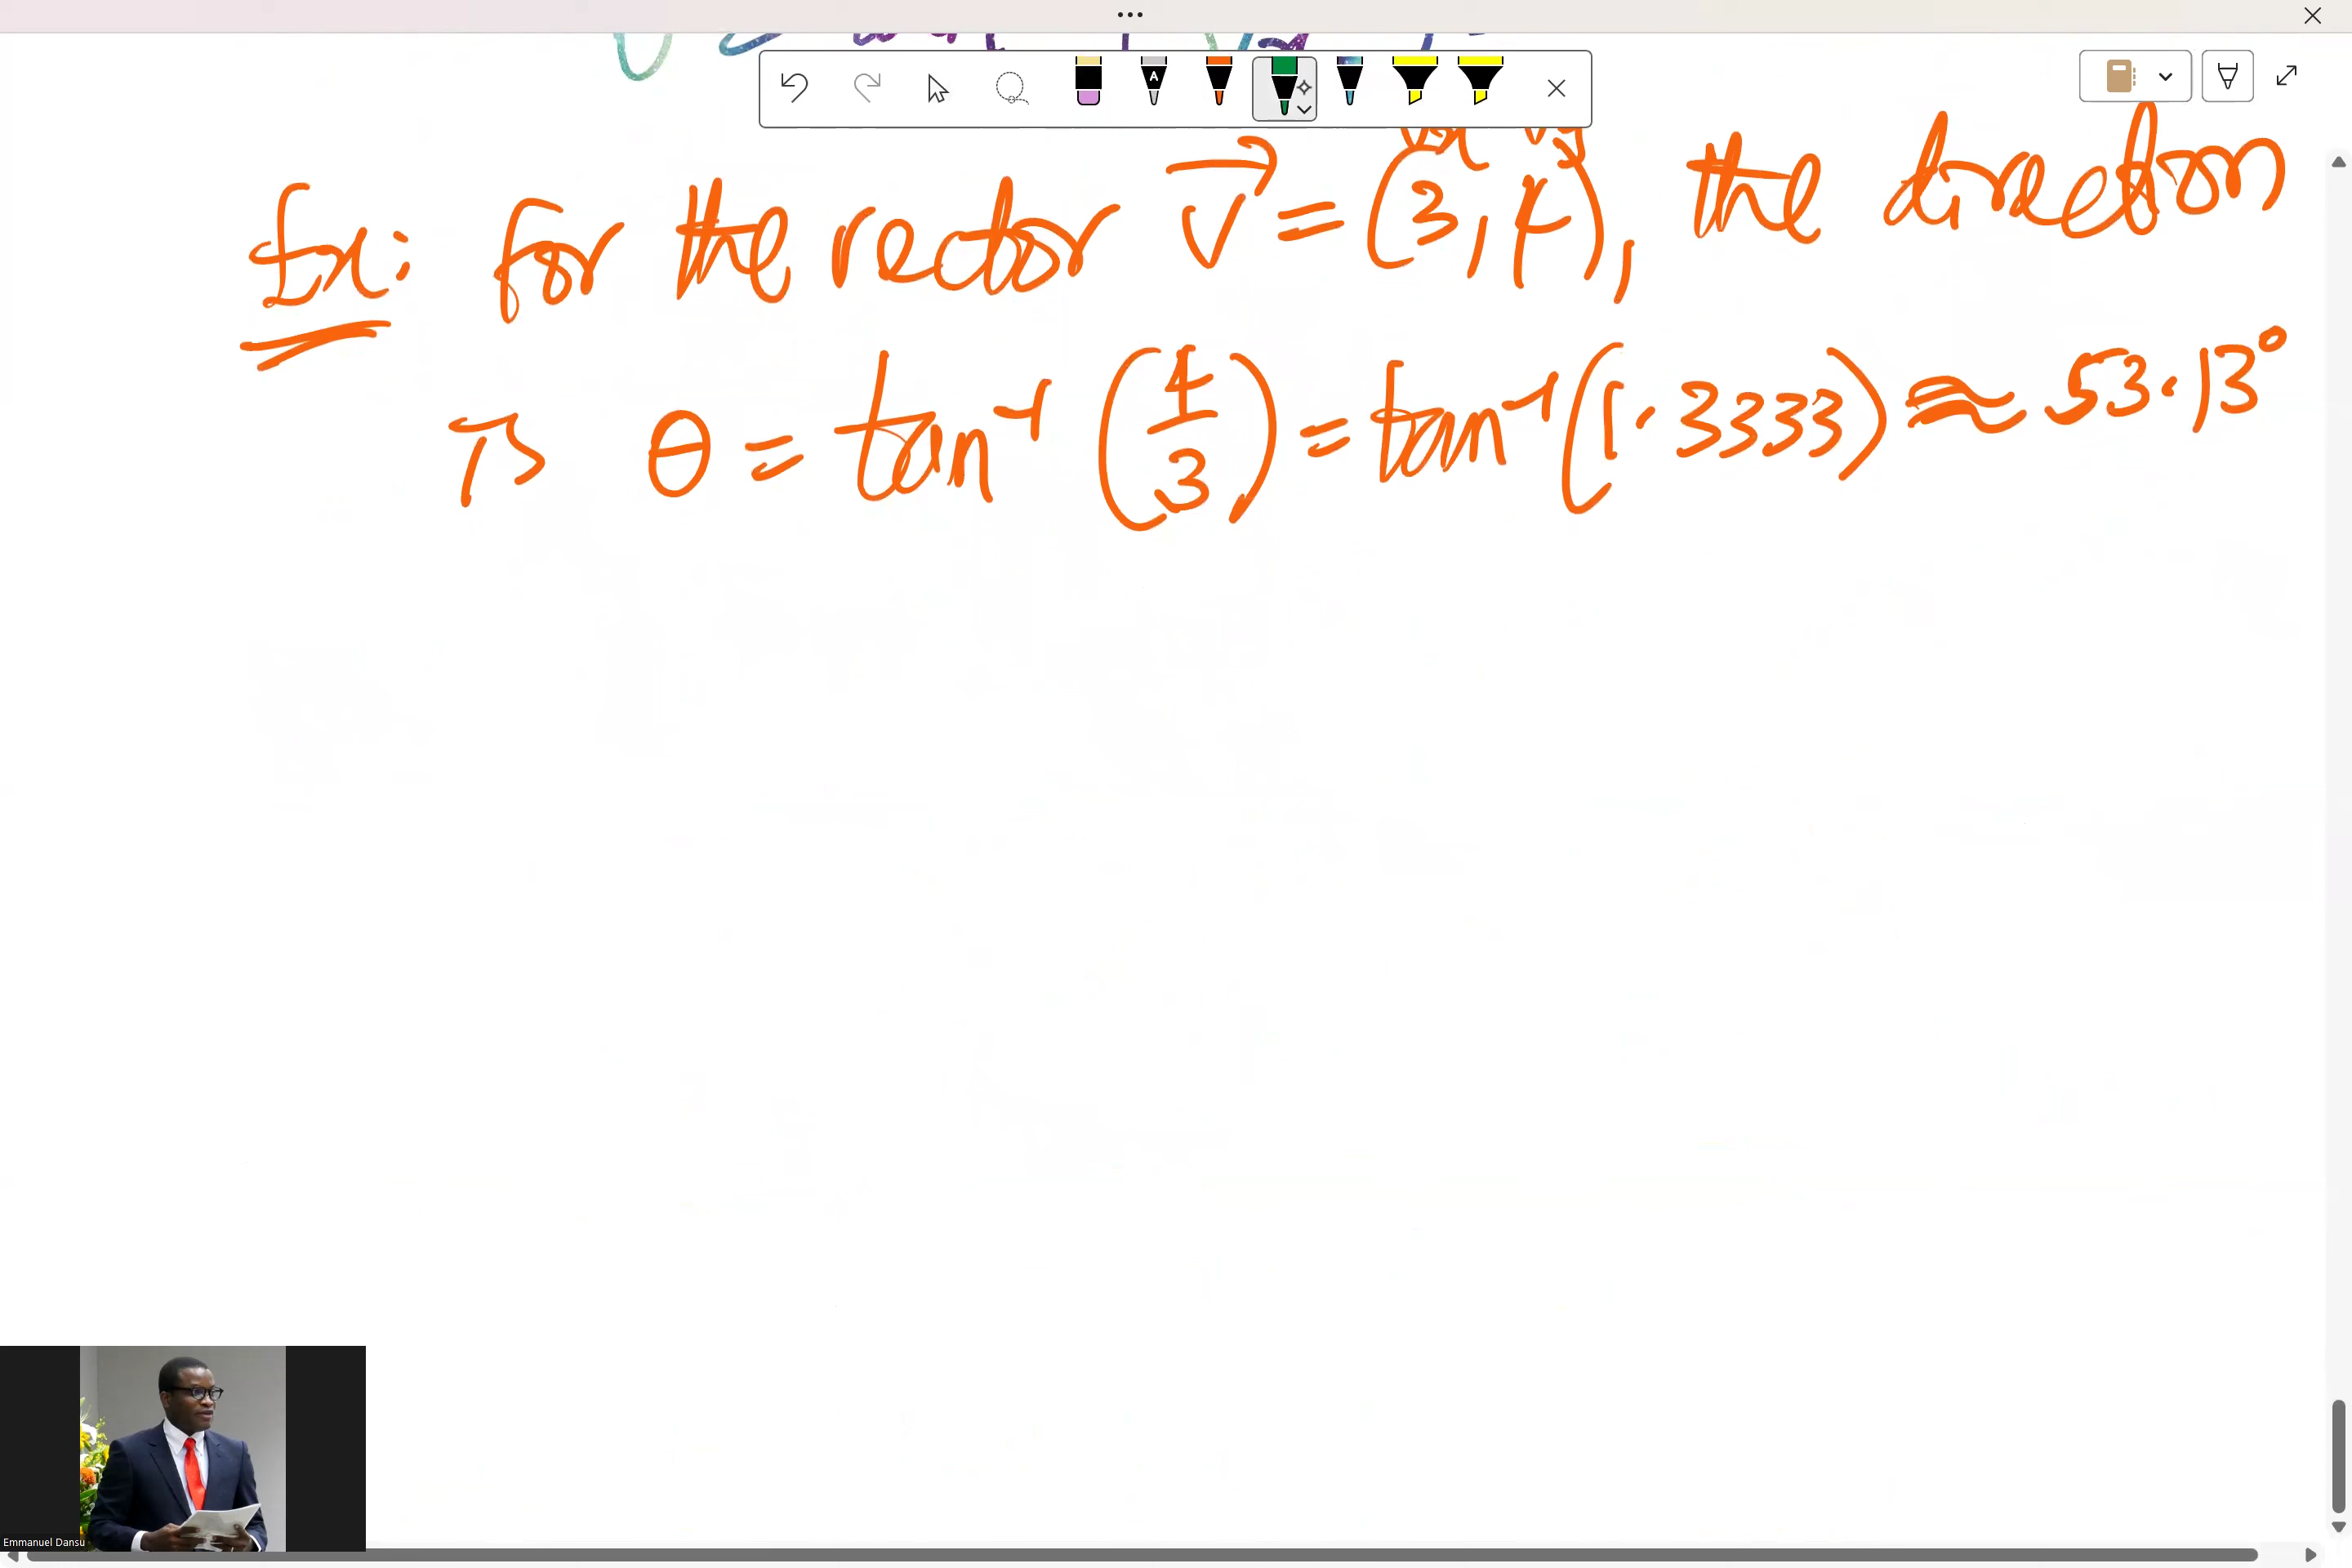 Ex: For the vector V⃗ = (3, 4), the direction
is θ = tan⁻¹ (4/3) = tan⁻¹ (1.3333) ≈ 53.13°
Emmanuel Dansu